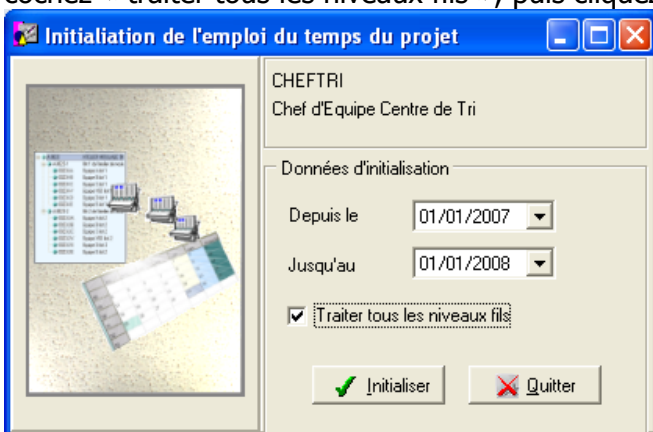 cochez « traiter tous les niveaux fils », puis cliquez
Initialiation de l'emploi du temps du projet
CHEFTRI
Chef d'Equipe Centre de Tri
Données d'initialisation
Depuis le 01/01/2007
Jusqu'au 01/01/2008
Traiter tous les niveaux fils
Initialiser Quitter